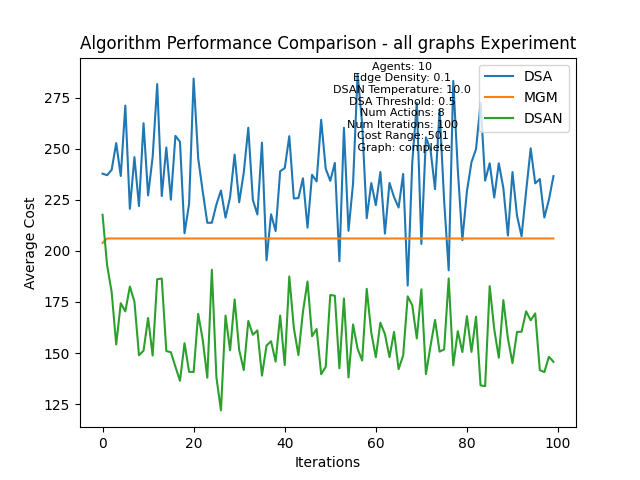 Algorithm Performance Comparison - all graphs Experiment
Agents: 10
Edge Density: 0.1
DSAN Temperature: 10.0
DSA Threshold: 0.5
Num Actions: 8
Num Iterations: 100
Cost Range: 501
Graph: complete
DSA
MGM
DSAN
Average Cost
275
250
225
200
175
150
125
0
20
40
60
80
100
Iterations